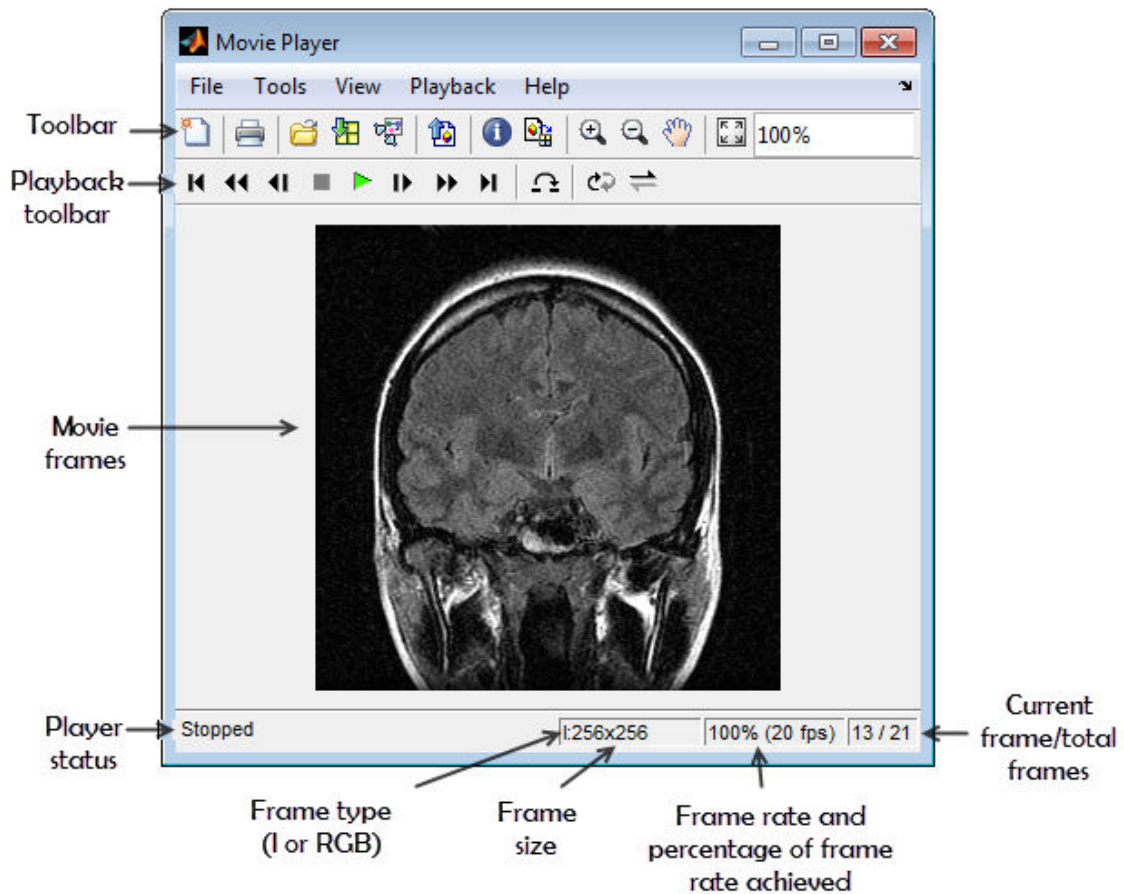 Movie Player
File Tools View Playback Help
Toolbar
100%
Playback
toolbar
Movie
frames
Player
status
Stopped
I:256x256
100% (20 fps)
13 / 21
Current
frame/total
frames
Frame type
(I or RGB)
Frame
size
Frame rate and
percentage of frame
rate achieved